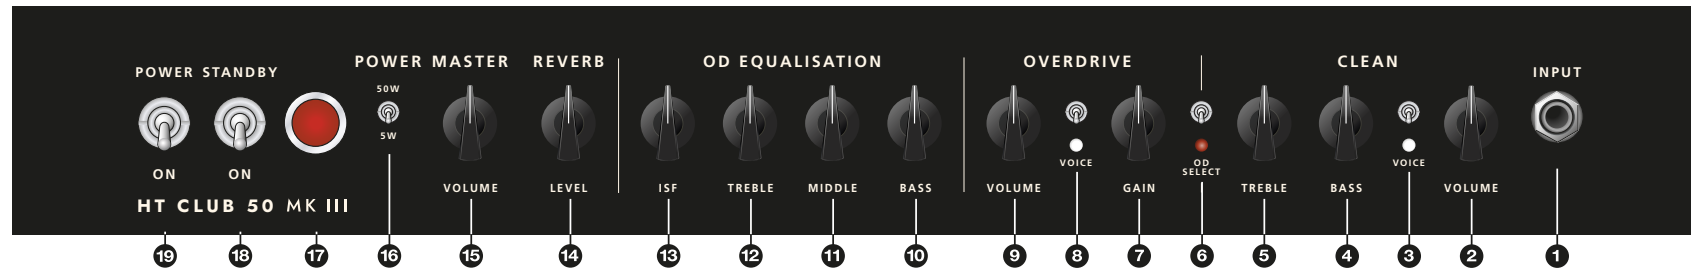 POWER MASTER REVERB OD EQUALISATION OVERDRIVE CLEAN
POWER STANDBY INPUT
50W
5W
VOICE OD SELECT VOICE
ON ON
VOLUME LEVEL ISF TREBLE MIDDLE BASS VOLUME GAIN TREBLE BASS VOLUME
HT CLUB 50 MK III
19 18 17 16 15 14 13 12 11 10 9 8 7 6 5 4 3 2 1